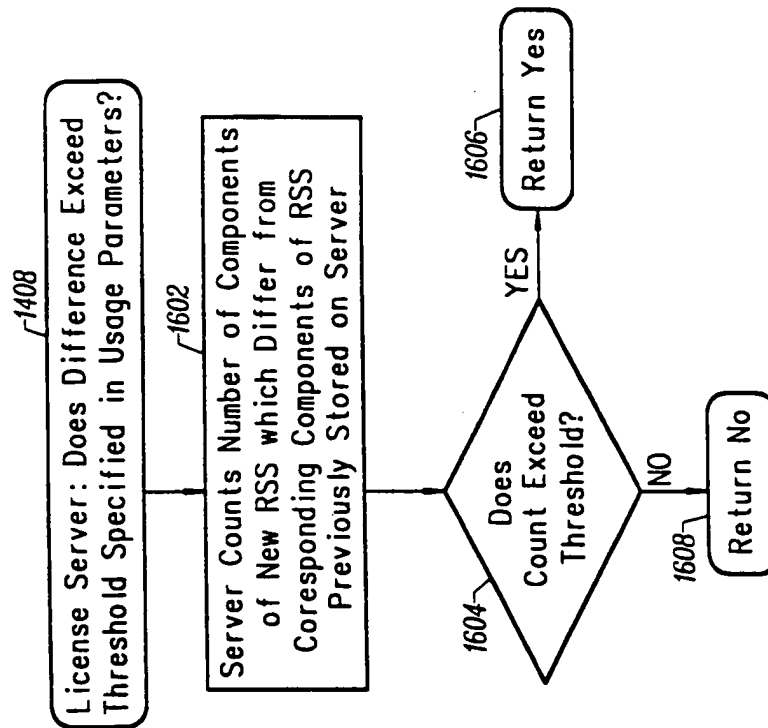 1408
License Server: Does Difference Exceed
Threshold Specified in Usage Parameters?
1602
Server Counts Number of Components
of New RSS which Differ from
Coresponding Components of RSS
Previously Stored on Server
1604
Does
Count Exceed
Threshold?
YES
1606
Return Yes
NO
1608
Return No